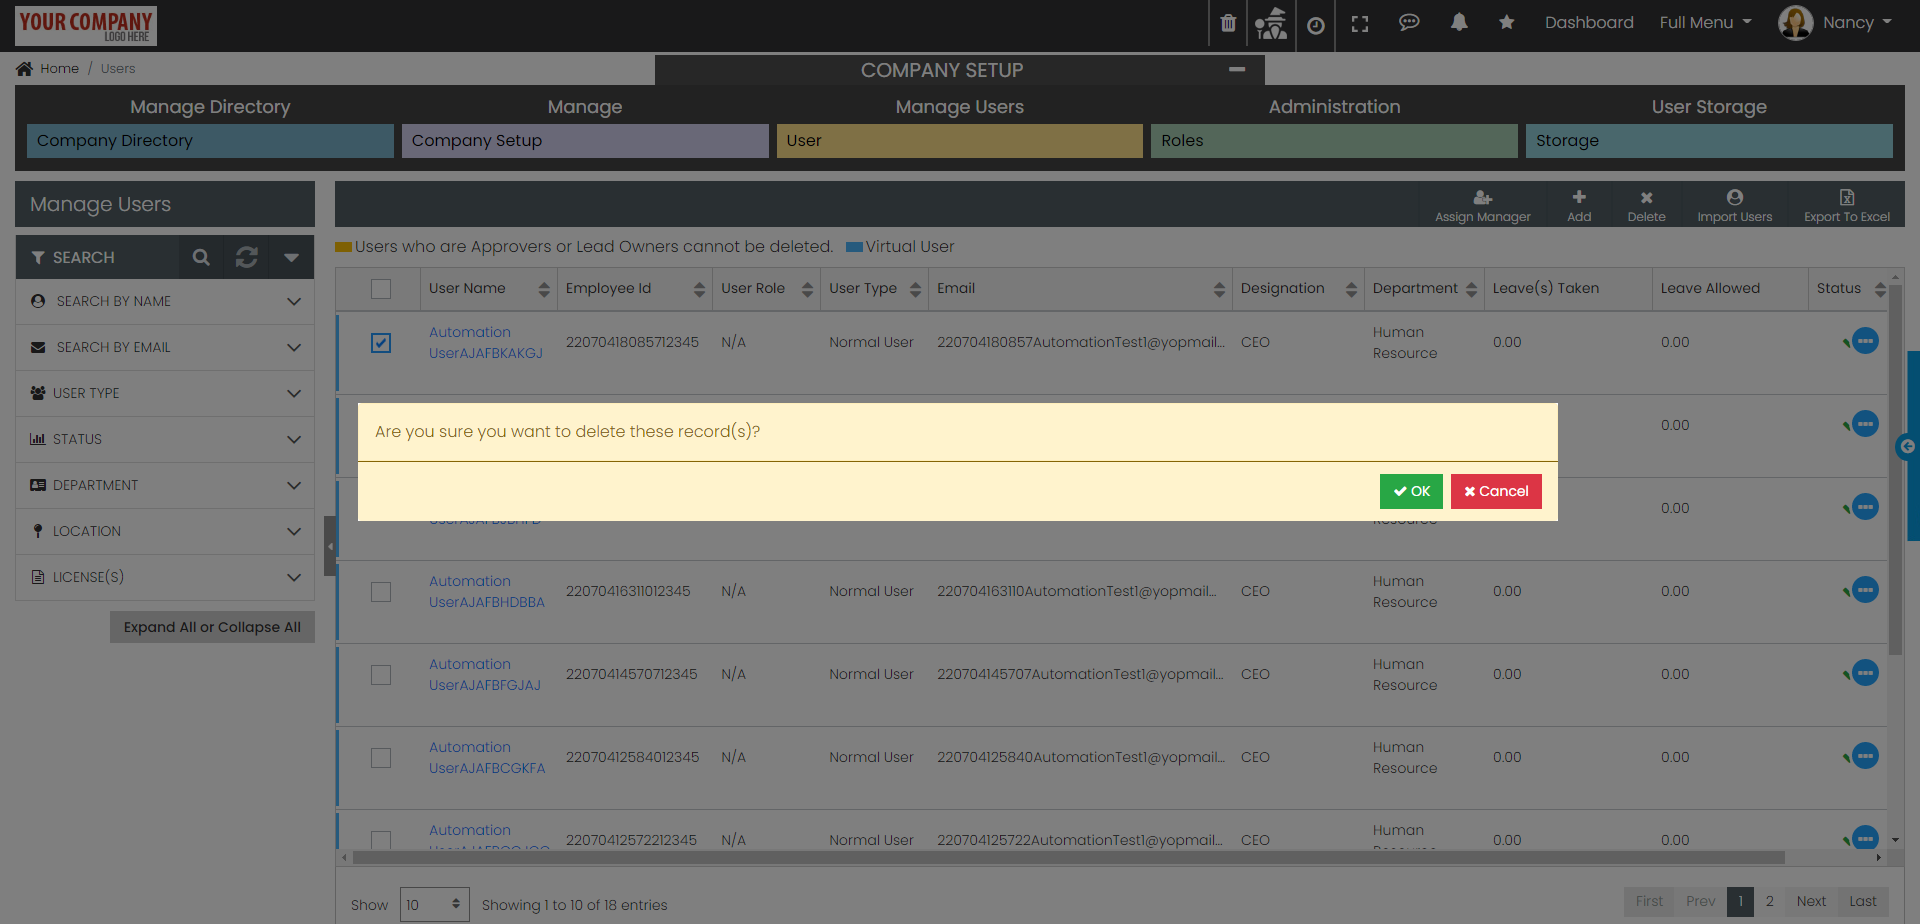 YOUR COMPANY
LOGO HERE
Dashboard
Full Menu
Nancy
Home / Users
COMPANY SETUP
Manage Directory
Manage
Manage Users
Administration
User Storage
Company Directory
Company Setup
User
Roles
Storage
Manage Users
Assign Manager
Add
Delete
Import Users
Export To Excel
SEARCH
SEARCH BY NAME
SEARCH BY EMAIL
USER TYPE
STATUS
DEPARTMENT
LOCATION
LICENSE(S)
Expand All or Collapse All
Users who are Approvers or Lead Owners cannot be deleted. Virtual User
User Name Employee Id User Role User Type Email Designation Department Leave(s) Taken Leave Allowed Status
Automation
UserAJAFBKAKGJ
22070418085712345 N/A Normal User 220704180857AutomationTest1@yopmail... CEO
Human
Resource
0.00 0.00
0.00
Are you sure you want to delete these record(s)?
OK
Cancel
0.00
Automation
UserAJAFBHDBBA
22070416311012345 N/A Normal User 220704163110AutomationTest1@yopmail... CEO
Human
Resource
0.00 0.00
Automation
UserAJAFBFGJAJ
22070414570712345 N/A Normal User 220704145707AutomationTest1@yopmail... CEO
Human
Resource
0.00 0.00
Automation
UserAJAFBCGKFA
22070412584012345 N/A Normal User 220704125840AutomationTest1@yopmail... CEO
Human
Resource
0.00 0.00
Automation
22070412572212345 N/A Normal User 220704125722AutomationTest1@yopmail... CEO
Human
0.00 0.00
Show 10 Showing 1 to 10 of 18 entries
First Prev 1 2 Next Last